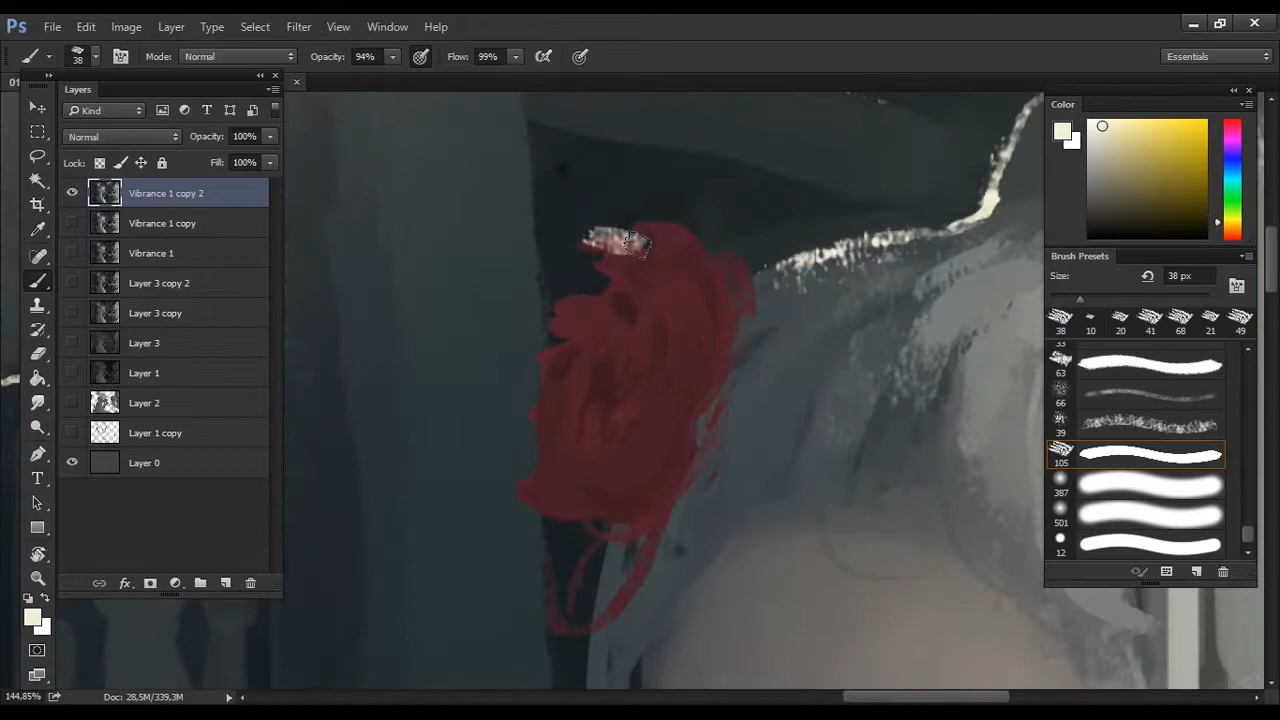 Ps File Edit Image Layer Type Select Filter View Window Help
38 Mode: Normal Opacity: 94% Flow: 99% Essentials
01
Layers
Kind
Normal Opacity: 100%
Lock: Fill: 100%
Vibrance 1 copy 2
Vibrance 1 copy
Vibrance 1
Layer 3 copy 2
Layer 3 copy
Layer 3
Layer 1
Layer 2
Layer 1 copy
Layer 0
fx
Color
Brush Presets
Size: 38 px
38 10 20 41 68 21 49
33
63
66
39
105
387
501
12
144,85% Doc: 28,5M/339,3M